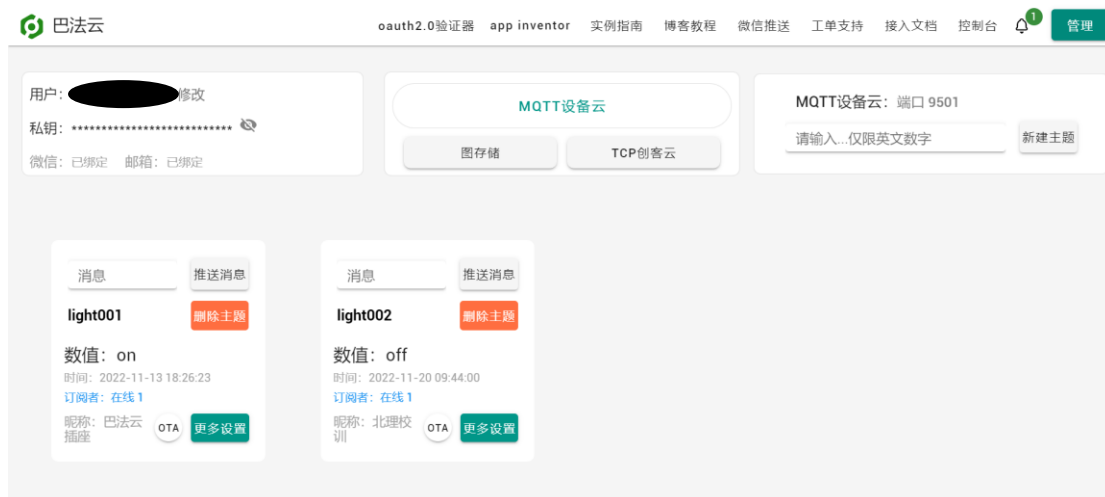 巴法云
oauth2.0验证器 app inventor 实例指南 博客教程 微信推送 工单支持 接入文档 控制台 1 管理
用户： 修改
私钥：***************************
微信：已绑定 邮箱：已绑定
MQTT设备云
图存储 TCP创客云
MQTT设备云：端口 9501
请输入...仅限英文数字 新建主题
消息 推送消息
light001 删除主题
数值：on
时间：2022-11-13 18:26:23
订阅者：在线 1
昵称：巴法云
插座
OTA 更多设置
消息 推送消息
light002 删除主题
数值：off
时间：2022-11-20 09:44:00
订阅者：在线 1
昵称：北理校
训
OTA 更多设置